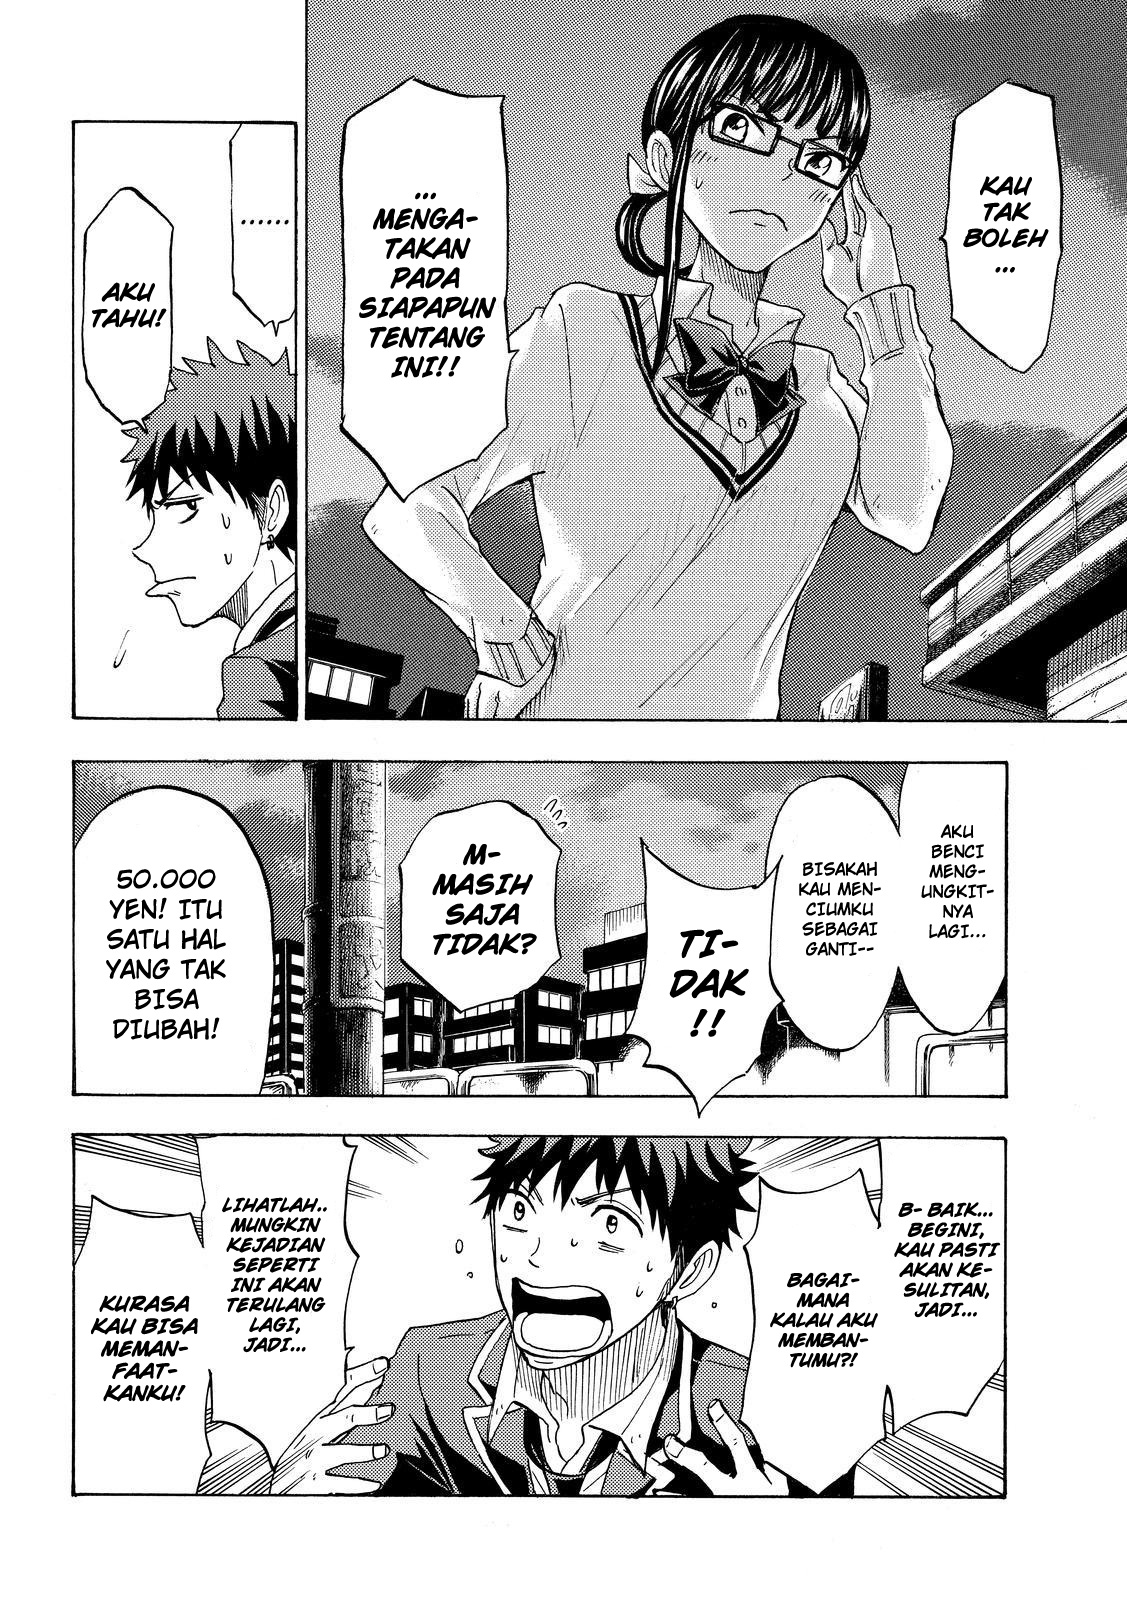 KAU
TAK
BOLEH
...
...
MENGA-
TAKAN
PADA
SIAPAPUN
TENTANG
INI!!
......
AKU
TAHU!
AKU
BENCI
MENG-
UNGKIT-
NYA
LAGI...
BISAKAH
KAU MEN-
CIUMKU
SEBAGAI
GANTI--
TI-
DAK
!!
M-
MASIH
SAJA
TIDAK?
50.000
YEN! ITU
SATU HAL
YANG TAK
BISA
DIUBAH!
B- BAIK...
BEGINI,
KAU PASTI
AKAN KE-
SULITAN,
JADI...
BAGAI-
MANA
KALAU AKU
MEMBAN-
TUMU?!
LIHATLAH..
MUNGKIN
KEJADIAN
SEPERTI
INI AKAN
TERULANG
LAGI,
JADI...
KURASA
KAU BISA
MEMAN-
FAAT-
KANKU!